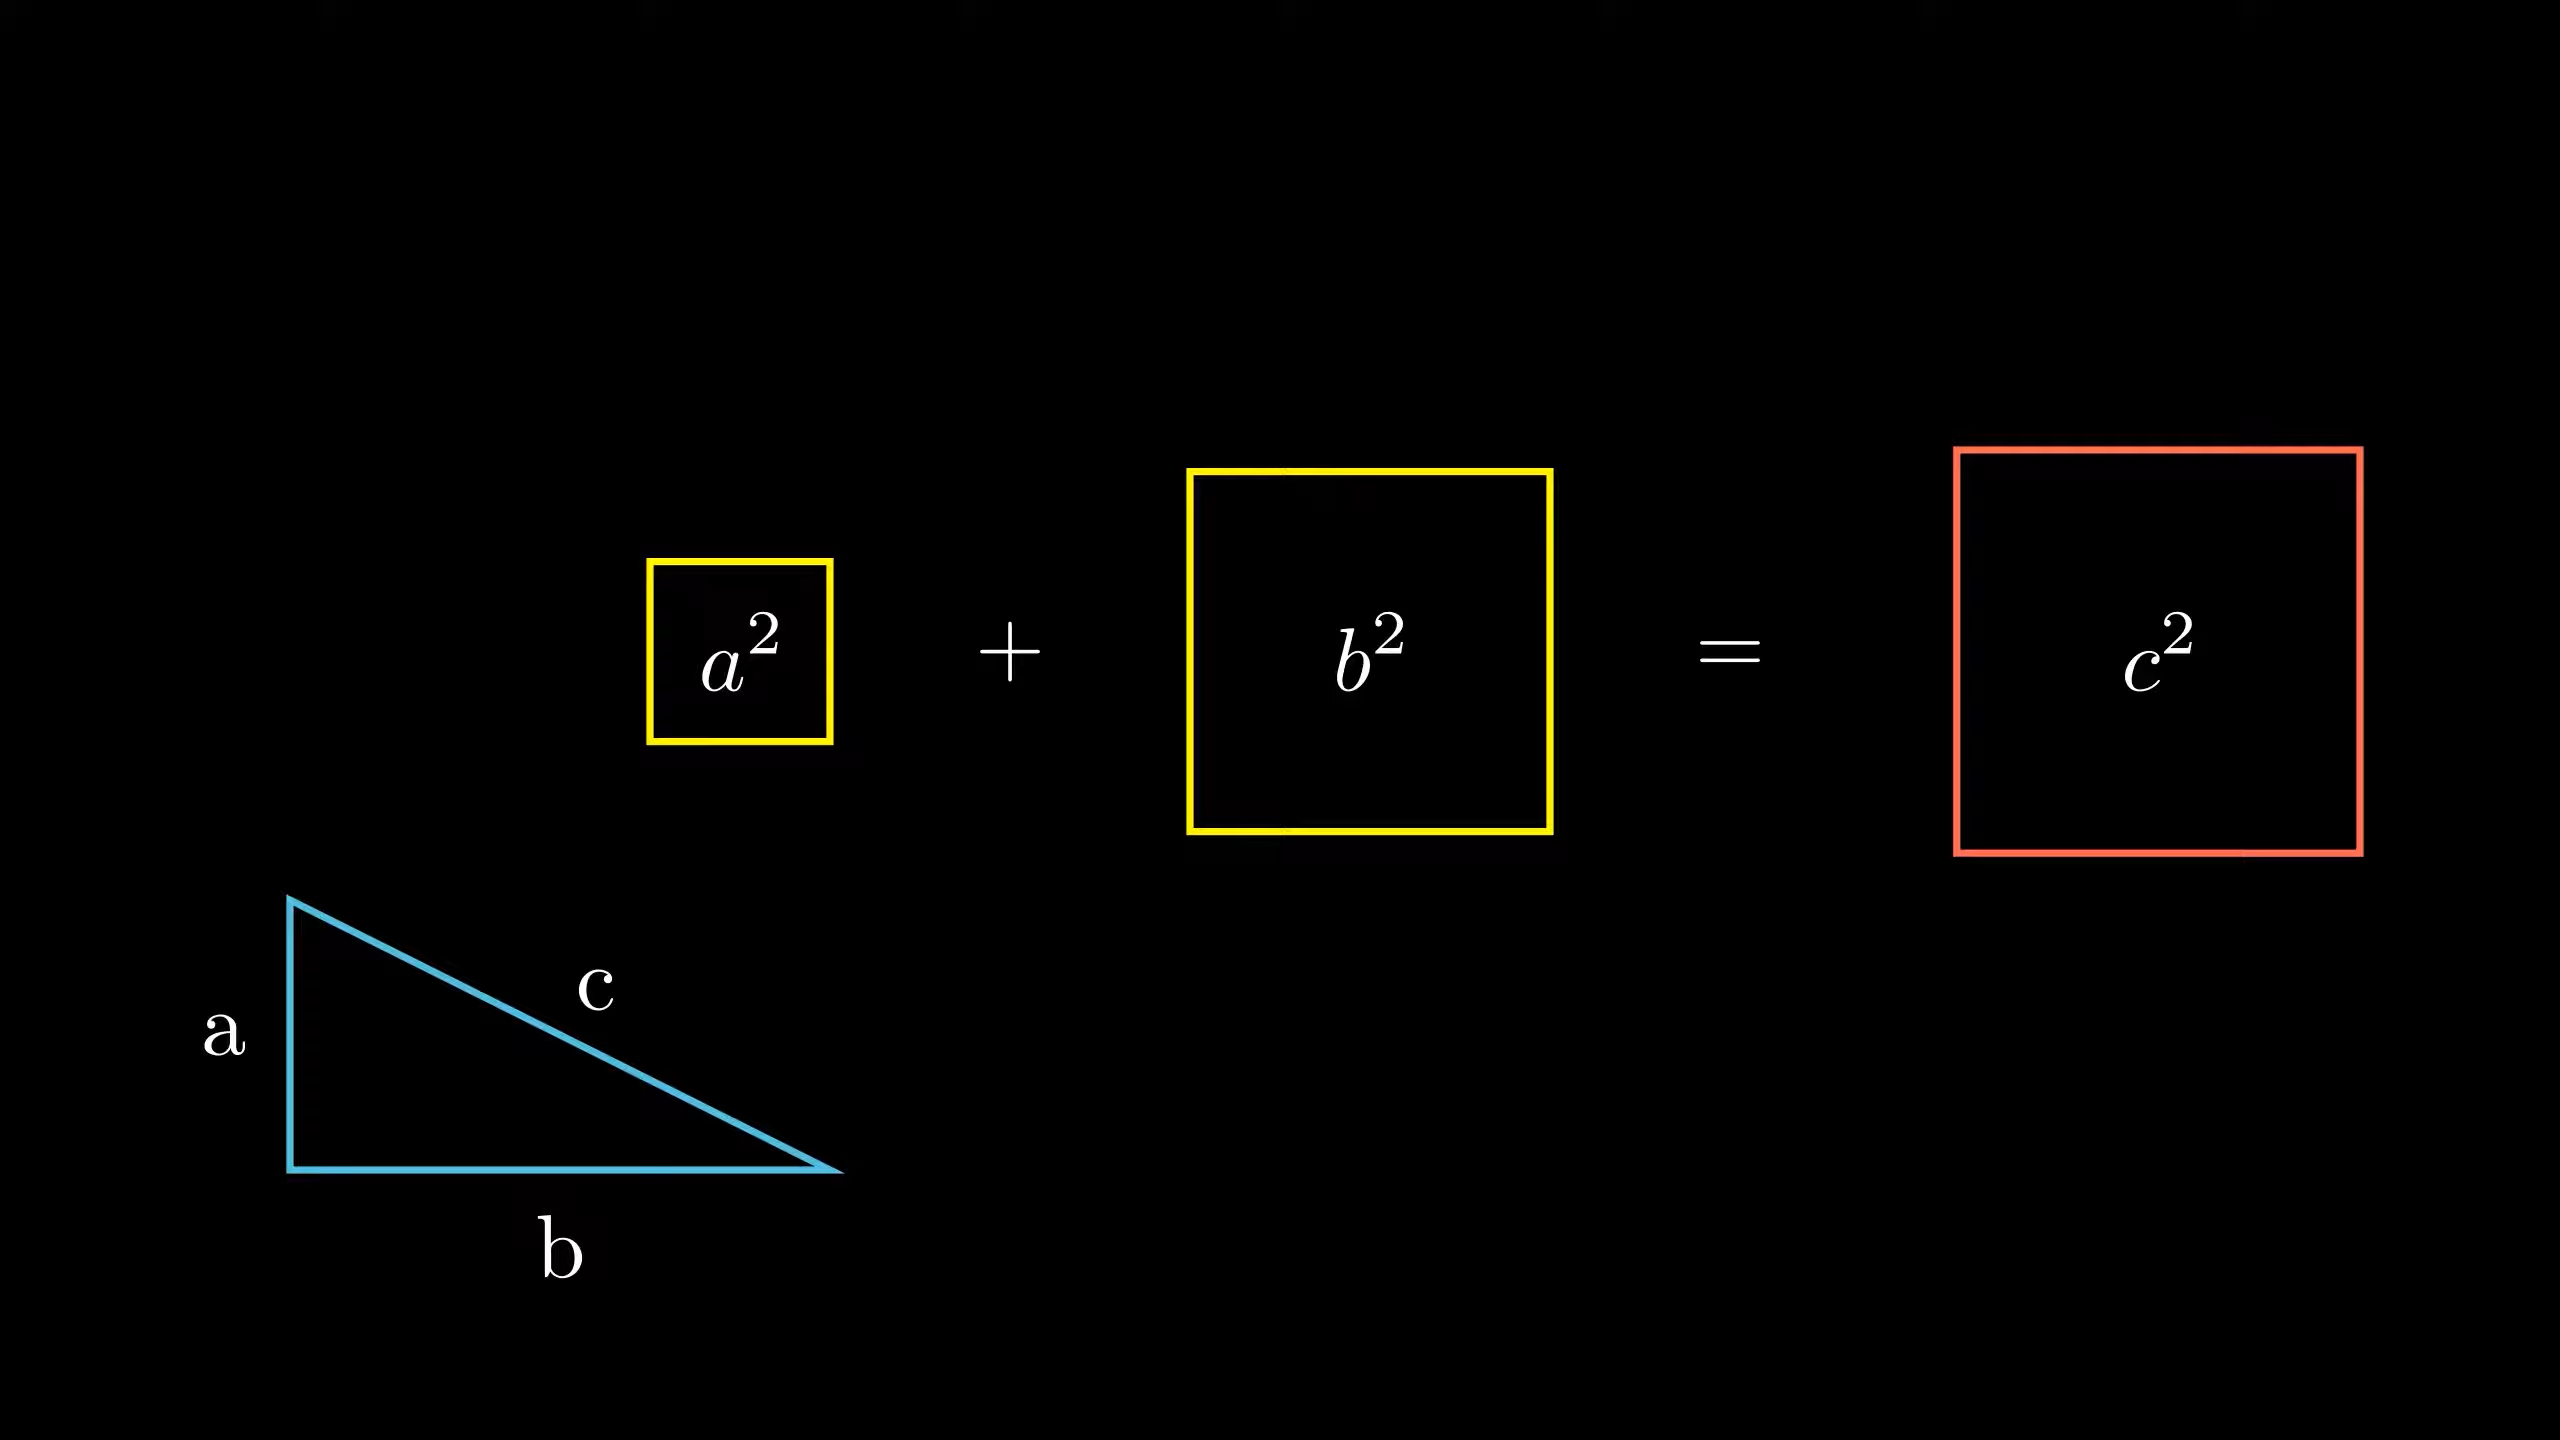 a² + b² = c²
c
a
b